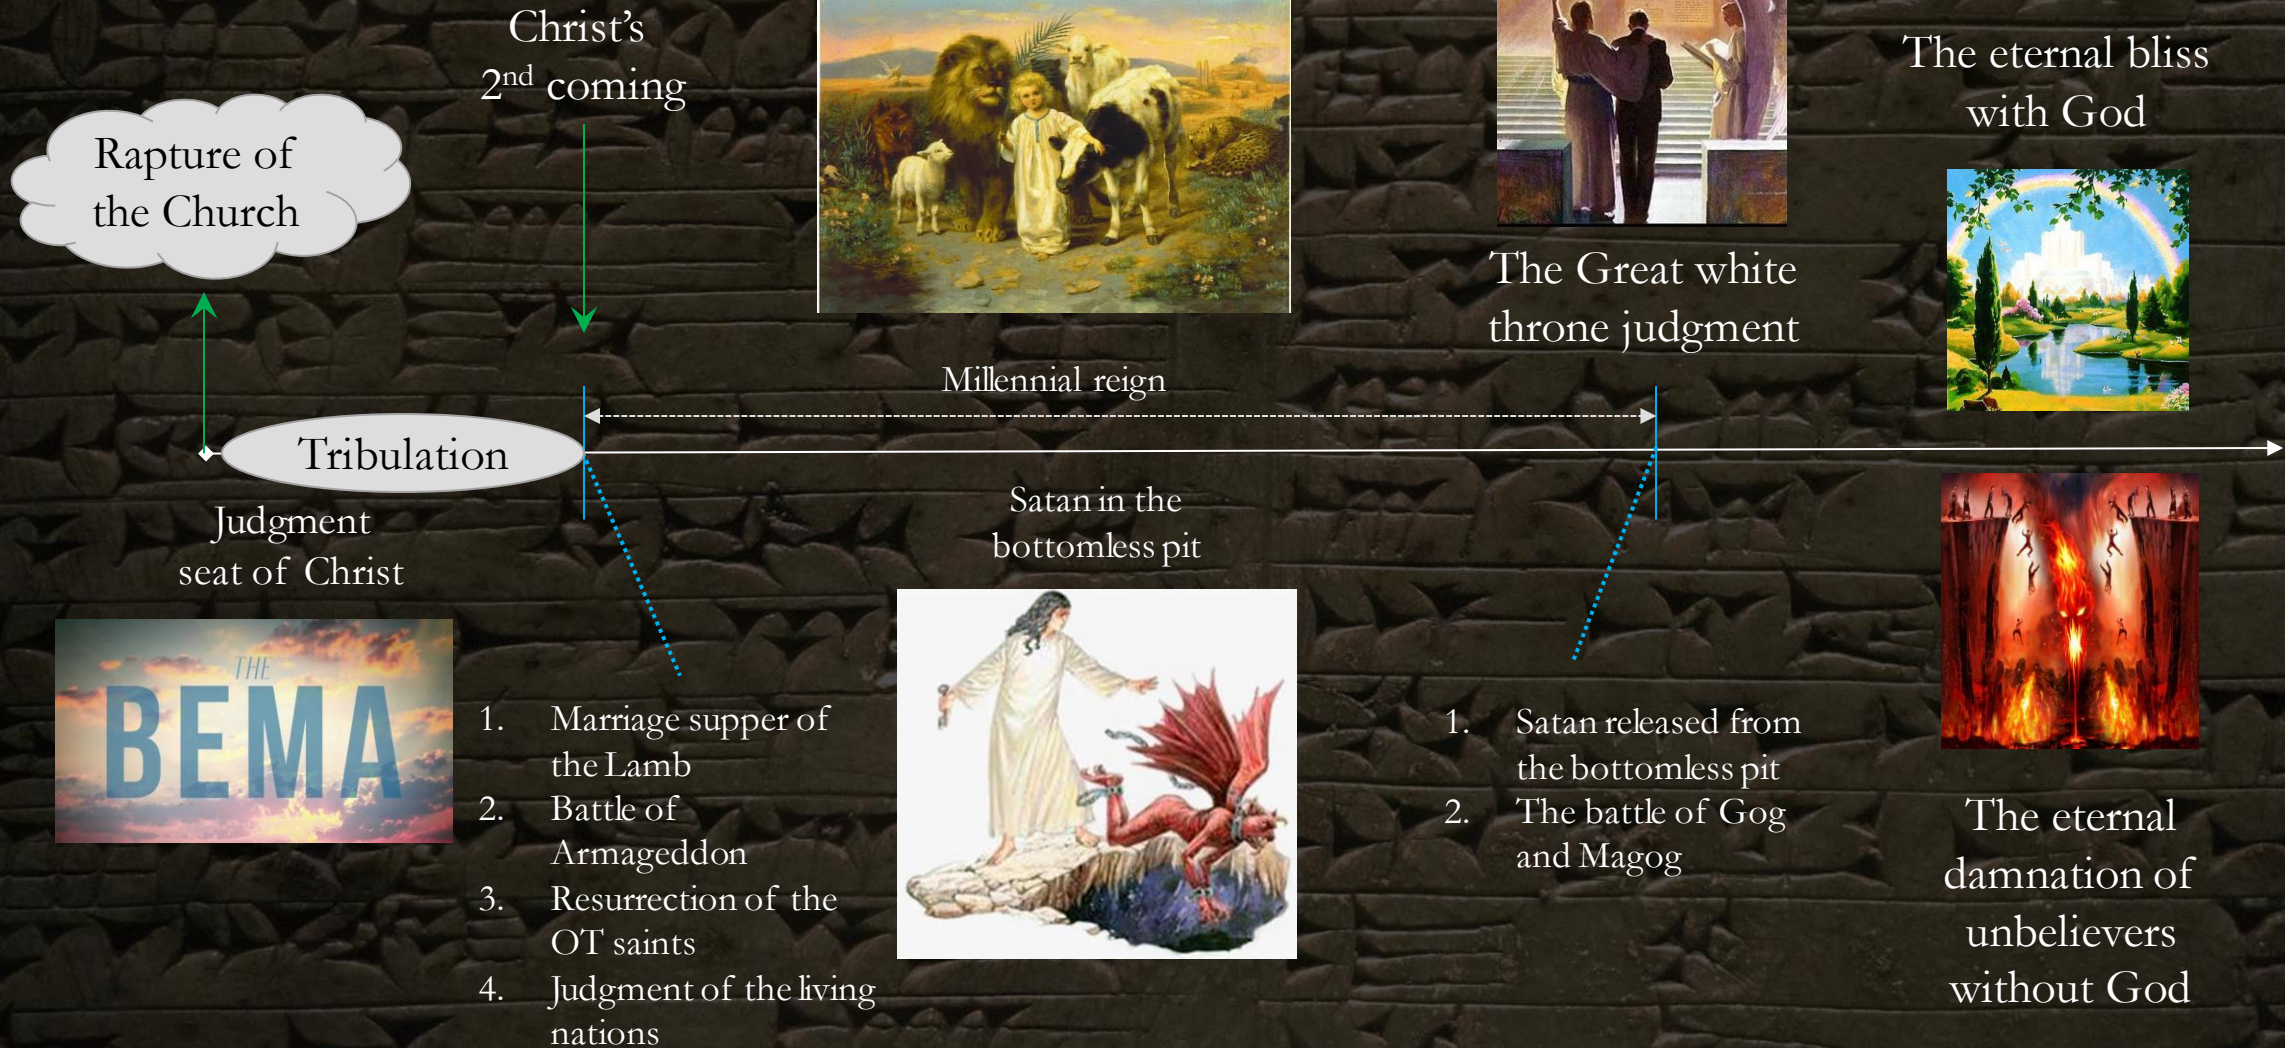 Christ's
2nd coming
Rapture of
the Church
The eternal bliss
with God
The Great white
throne judgment
Millennial reign
Tribulation
Satan in the
bottomless pit
Judgment
seat of Christ
THE
BEMA
1. Marriage supper of
the Lamb
2. Battle of
Armageddon
3. Resurrection of the
OT saints
4. Judgment of the living
nations
1. Satan released from
the bottomless pit
2. The battle of Gog
and Magog
The eternal
damnation of
unbelievers
without God